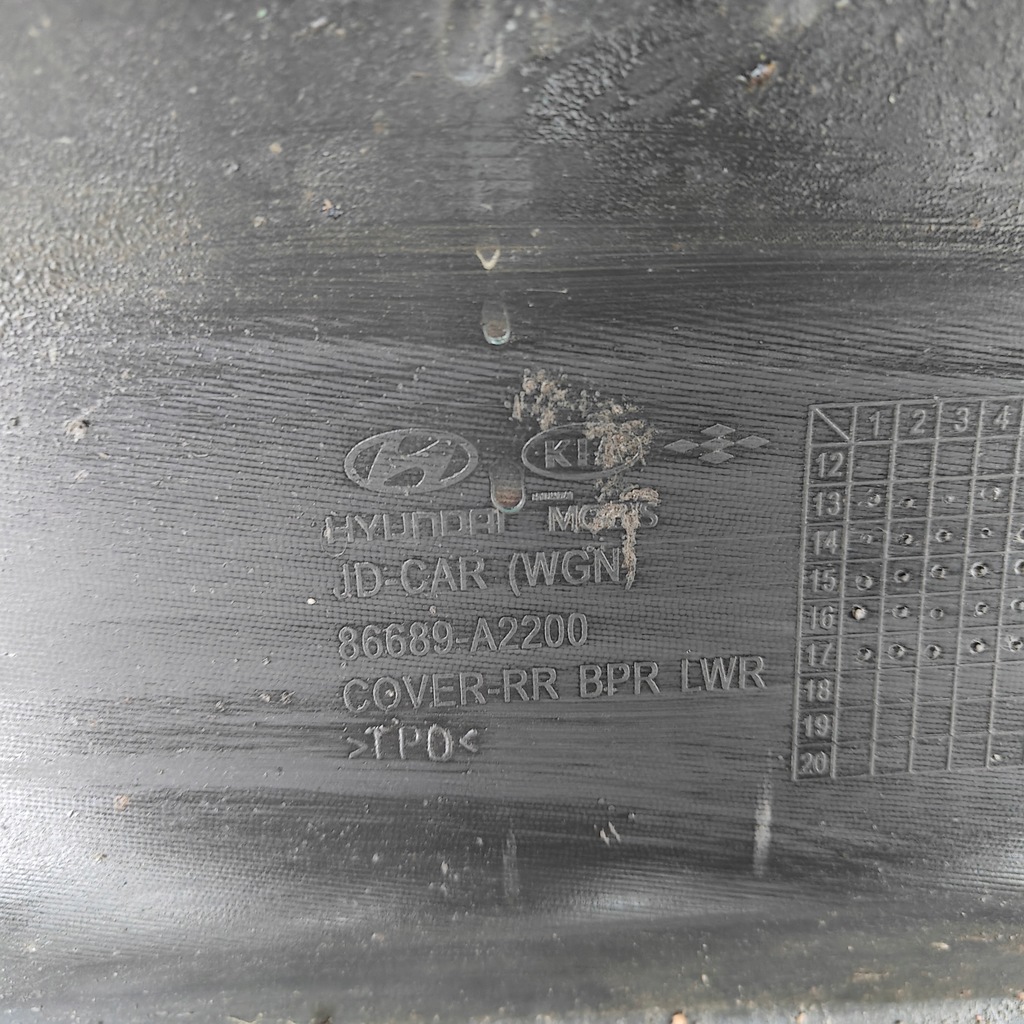 KIA
HYUNDAI MOBIS
JD-CAR (WGN)
86689-A2200
COVER-RR BPR LWR
>TPO<
1 2 3 4
12
13
14
15
16
17
18
19
20